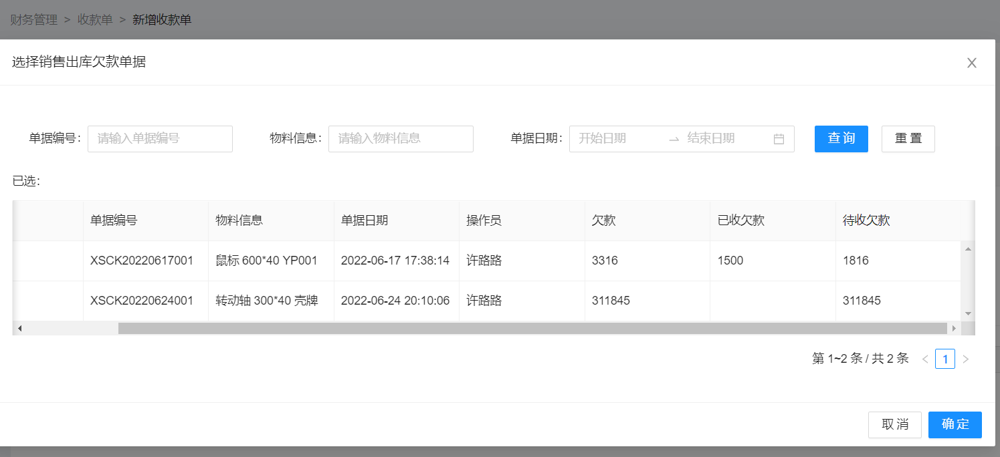 财务管理 > 收款单 > 新增收款单
选择销售出库欠款单据
单据编号: 请输入单据编号 物料信息: 请输入物料信息 单据日期: 开始日期 → 结束日期 查询 重置
已选:
单据编号 物料信息 单据日期 操作员 欠款 已收欠款 待收欠款
XSCK20220617001 鼠标 600*40 YP001 2022-06-17 17:38:14 许路路 3316 1500 1816
XSCK20220624001 转动轴 300*40 壳牌 2022-06-24 20:10:06 许路路 311845 311845
第 1~2 条 / 共 2 条 < 1 >
取消 确定